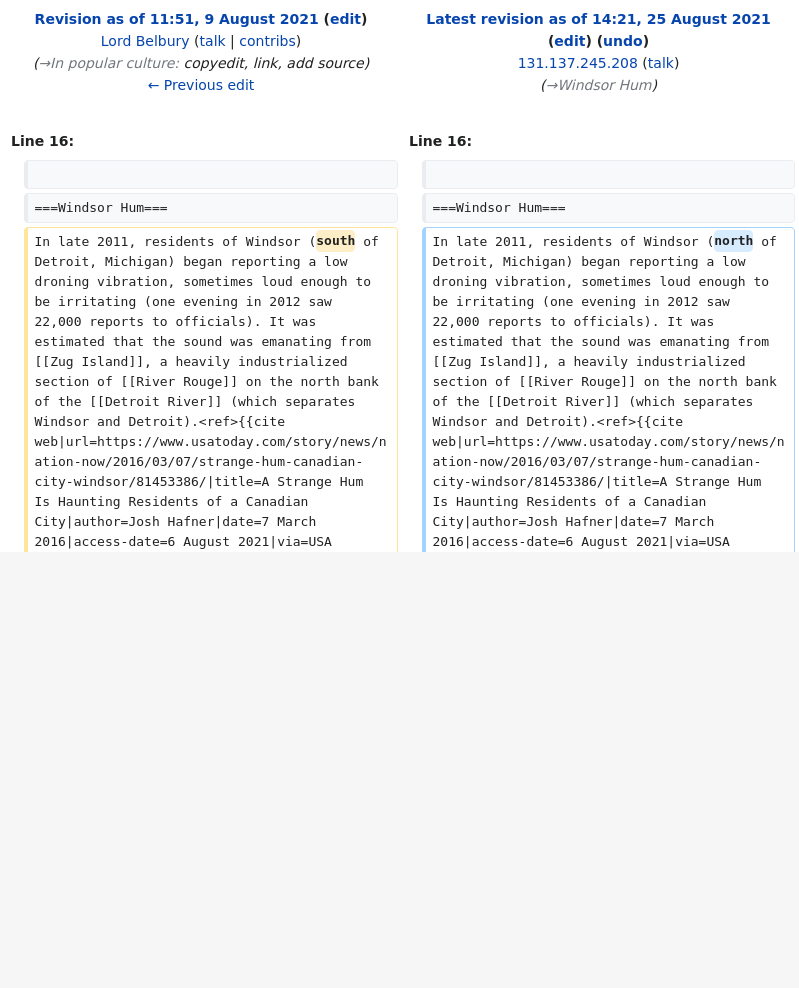 Revision as of 11:51, 9 August 2021 (edit)
Lord Belbury (talk | contribs)
(→In popular culture: copyedit, link, add source)
← Previous edit
Latest revision as of 14:21, 25 August 2021
(edit) (undo)
131.137.245.208 (talk)
(→Windsor Hum)
Line 16:
Line 16:
===Windsor Hum===
===Windsor Hum===
In late 2011, residents of Windsor (south of
Detroit, Michigan) began reporting a low
droning vibration, sometimes loud enough to
be irritating (one evening in 2012 saw
22,000 reports to officials). It was
estimated that the sound was emanating from
[[Zug Island]], a heavily industrialized
section of [[River Rouge]] on the north bank
of the [[Detroit River]] (which separates
Windsor and Detroit).<ref>{{cite
web|url=https://www.usatoday.com/story/news/n
ation-now/2016/03/07/strange-hum-canadian-
city-windsor/81453386/|title=A Strange Hum
Is Haunting Residents of a Canadian
City|author=Josh Hafner|date=7 March
2016|access-date=6 August 2021|via=USA
In late 2011, residents of Windsor (north of
Detroit, Michigan) began reporting a low
droning vibration, sometimes loud enough to
be irritating (one evening in 2012 saw
22,000 reports to officials). It was
estimated that the sound was emanating from
[[Zug Island]], a heavily industrialized
section of [[River Rouge]] on the north bank
of the [[Detroit River]] (which separates
Windsor and Detroit).<ref>{{cite
web|url=https://www.usatoday.com/story/news/n
ation-now/2016/03/07/strange-hum-canadian-
city-windsor/81453386/|title=A Strange Hum
Is Haunting Residents of a Canadian
City|author=Josh Hafner|date=7 March
2016|access-date=6 August 2021|via=USA